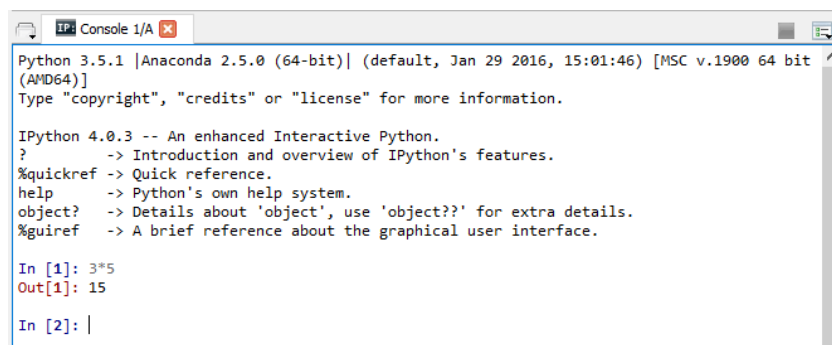 IP: Console 1/A
Python 3.5.1 |Anaconda 2.5.0 (64-bit)| (default, Jan 29 2016, 15:01:46) [MSC v.1900 64 bit
(AMD64)]
Type "copyright", "credits" or "license" for more information.
IPython 4.0.3 -- An enhanced Interactive Python.
?         -> Introduction and overview of IPython's features.
%quickref -> Quick reference.
help      -> Python's own help system.
object?   -> Details about 'object', use 'object??' for extra details.
%guiref   -> A brief reference about the graphical user interface.
In [1]: 3*5
Out[1]: 15
In [2]: